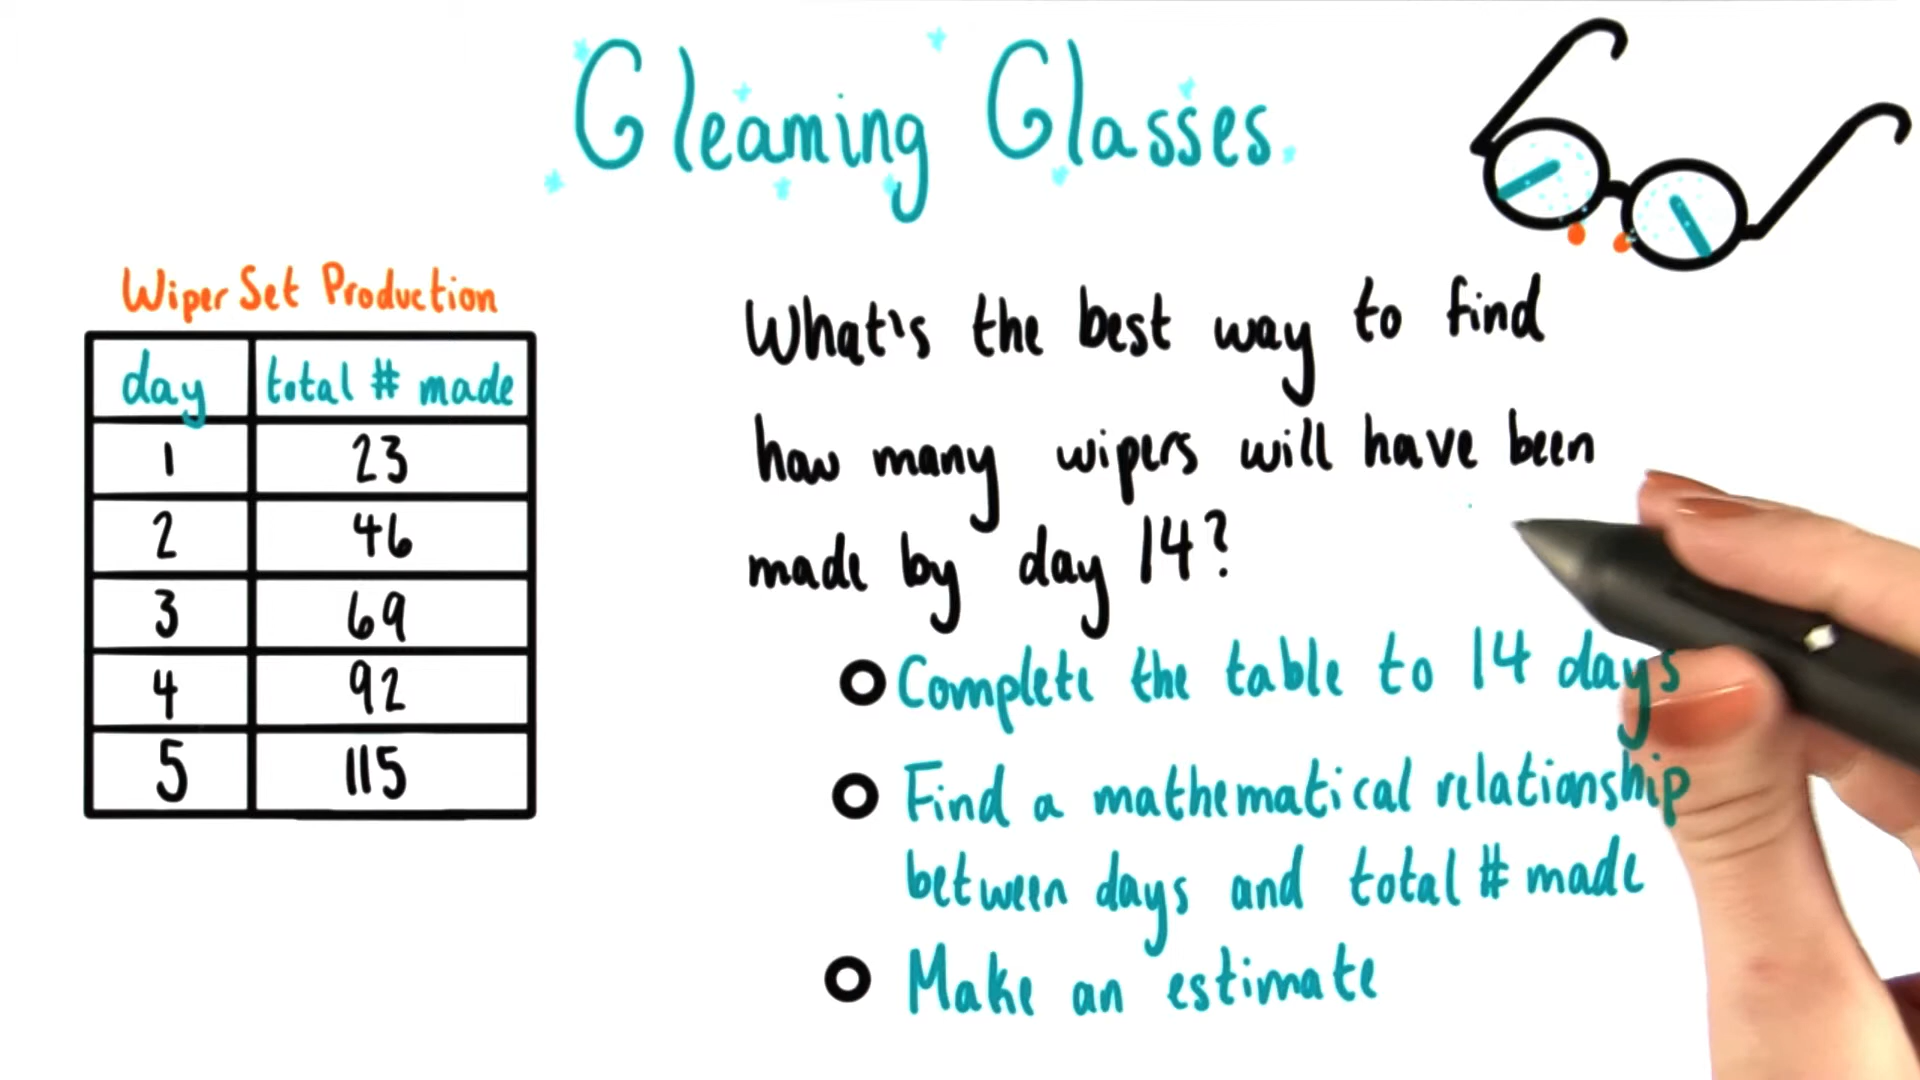 Gleaming Glasses.
Wiper Set Production
day total # made
1 23
2 46
3 69
4 92
5 115
What's the best way to find
how many wipers will have been
made by day 14?
Complete the table to 14 days
Find a mathematical relationship
between days and total # made
Make an estimate